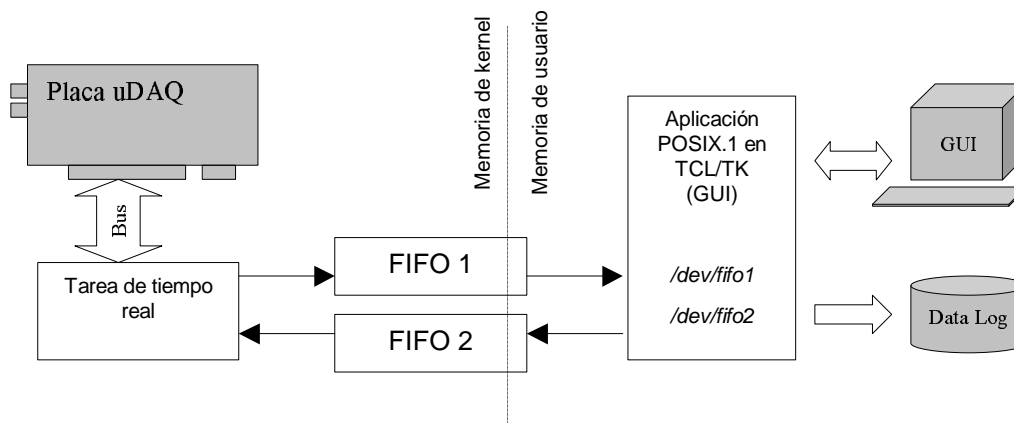 Placa uDAQ
Bus
Tarea de tiempo
real
FIFO 1
FIFO 2
Memoria de kernel
Memoria de usuario
Aplicación
POSIX.1 en
TCL/TK
(GUI)
/dev/fifo1
/dev/fifo2
GUI
Data Log